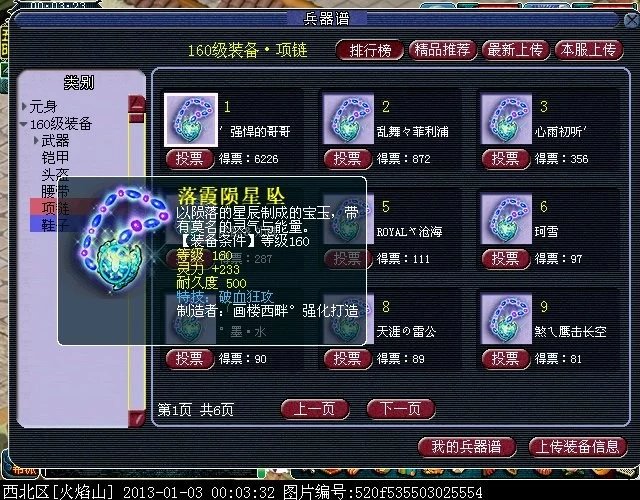 00:03:23
兵器谱
160级装备·项链
排行榜
精品推荐
最新上传
本服上传
类别
元身
160级装备
武器
铠甲
头盔
腰带
项链
鞋子
1
′强悍的哥哥
投票
得票：6226
2
乱舞々菲利浦
投票
得票：872
3
心雨初听′
投票
得票：356
落霞陨星坠
以陨落的星辰制成的宝玉，带
有莫名的灵气与能量。
【装备条件】等级160
等级 160
灵力 +233
耐久度 500
特技：破血狂攻
制造者：画楼西畔°强化打造
得票：287
5
ROYALヾ沧海
投票
得票：111
6
珂雪
投票
得票：97
°墨·水
投票
得票：90
8
天涯の雷公
投票
得票：89
9
煞乀鹰击长空
投票
得票：81
第1页 共6页
上一页
下一页
我的兵器谱
上传装备信息
西北区[火焰山] 2013-01-03 00:03:32 图片编号:520f535503025554